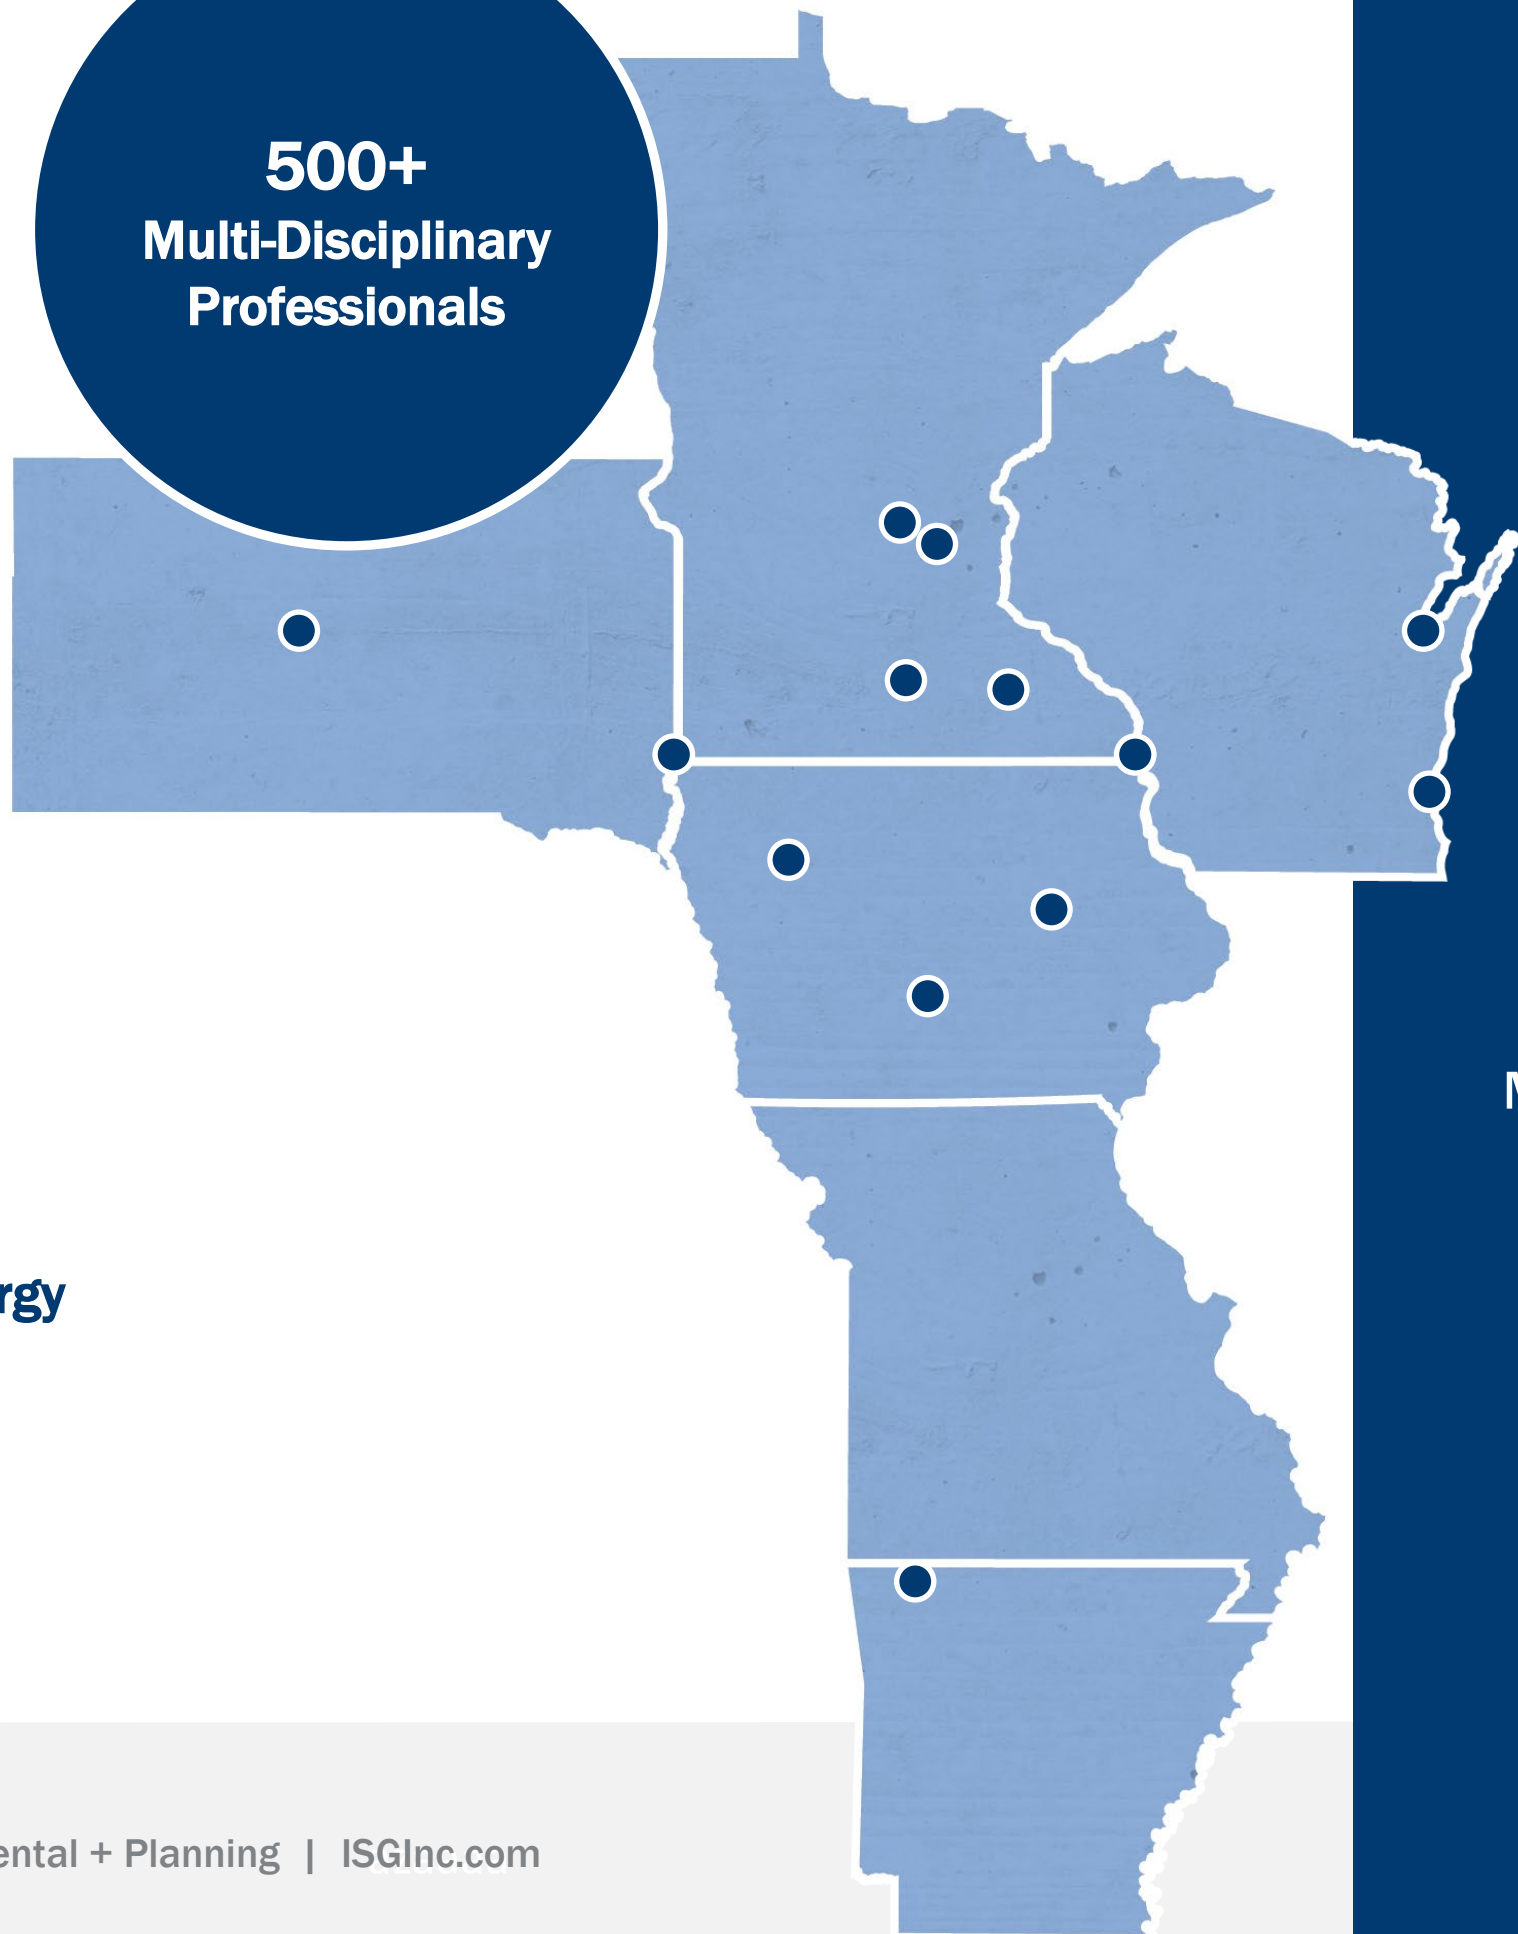 500+
Multi-Disciplinary
Professionals
rgy
ental + Planning | ISGInc.com